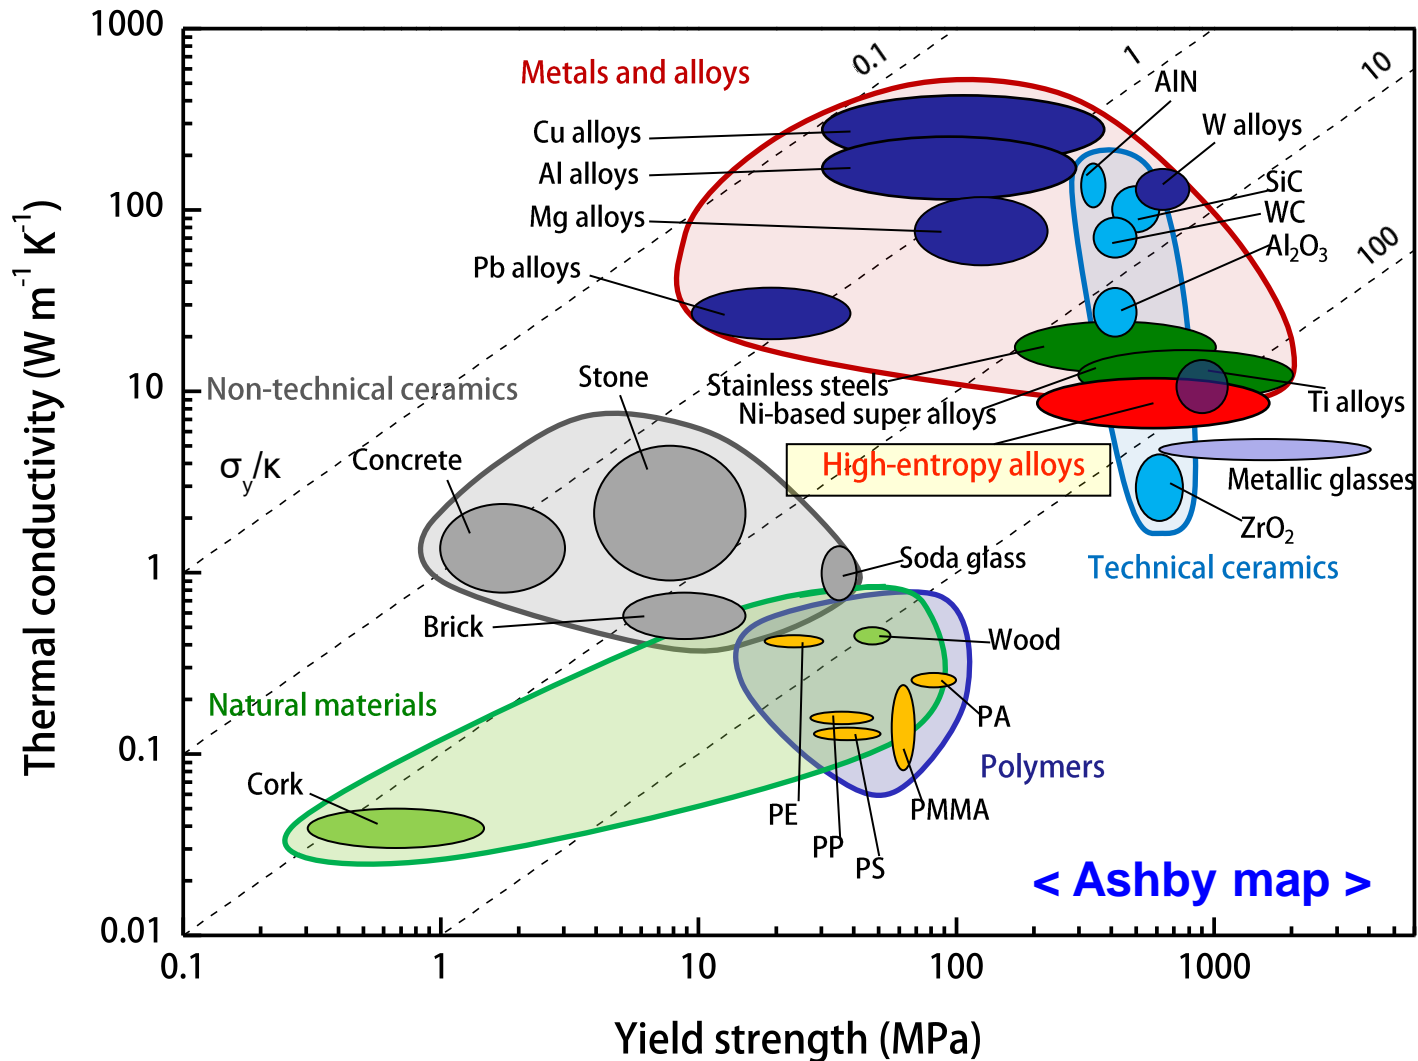 1000
100
10
1
0.1
0.01
0.1
1
10
100
1000
Thermal conductivity (W m⁻¹ K⁻¹)
Yield strength (MPa)
0.1
1
10
100
Metals and alloys
AlN
W alloys
Cu alloys
Al alloys
SiC
WC
Mg alloys
Al₂O₃
Pb alloys
Stone
Non-technical ceramics
Stainless steels
Ni-based super alloys
Ti alloys
σy/κ
Concrete
High-entropy alloys
Metallic glasses
ZrO₂
Soda glass
Technical ceramics
Brick
Wood
Natural materials
PA
Polymers
Cork
PE
PMMA
PP
PS
< Ashby map >